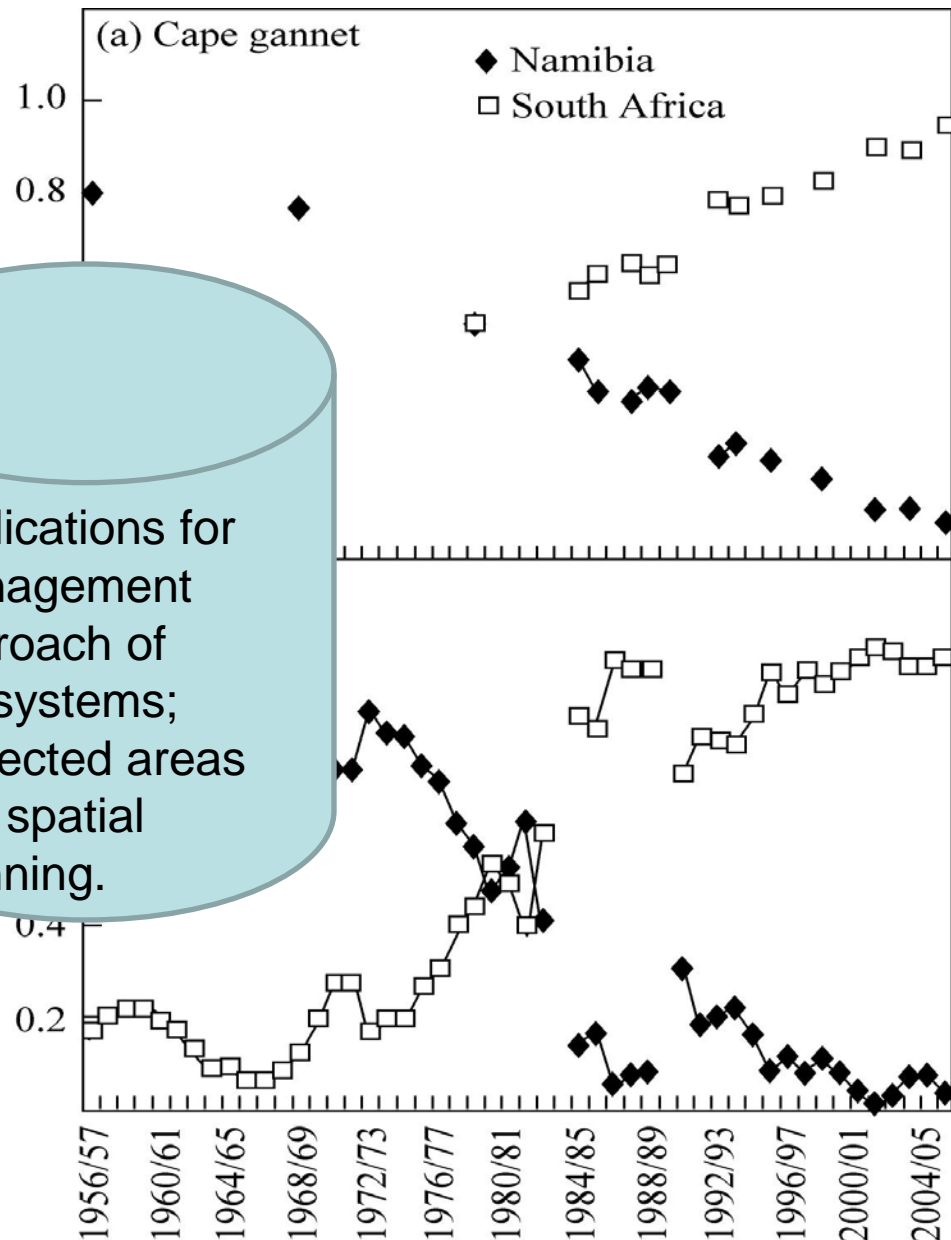 (a) Cape gannet
Namibia
South Africa
1.0
0.8
lications for
nagement
roach of
systems;
ected areas
spatial
nning.
0.4
0.2
1956/57
1960/61
1964/65
1968/69
1972/73
1976/77
1980/81
1984/85
1988/89
1992/93
1996/97
2000/01
2004/05